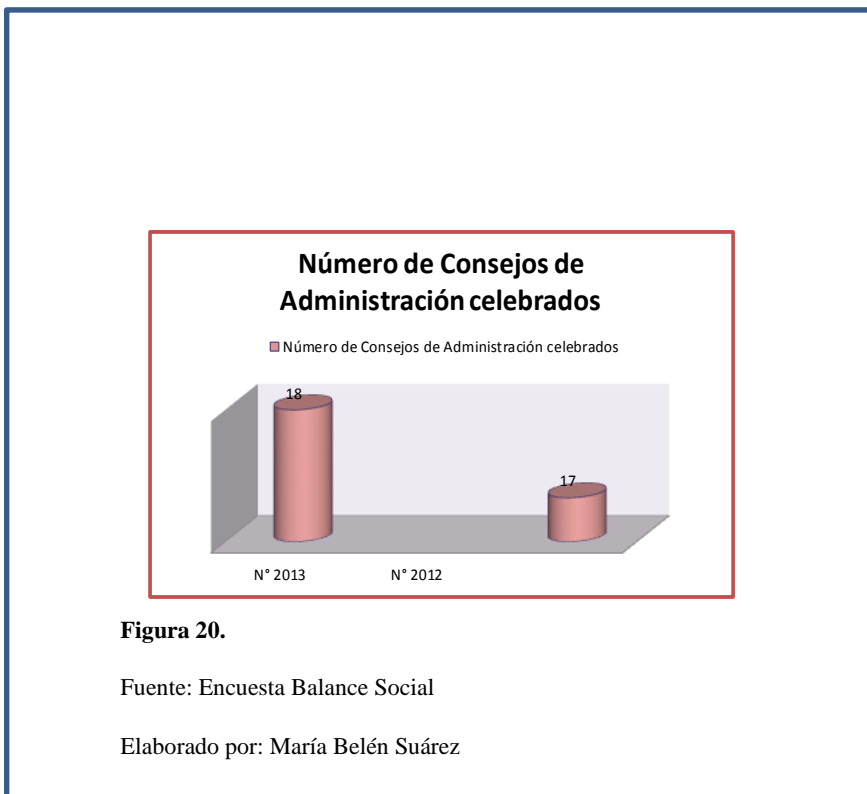 Número de Consejos de
Administración celebrados
Número de Consejos de Administración celebrados
18
17
N° 2013 N° 2012
Figura 20.
Fuente: Encuesta Balance Social
Elaborado por: María Belén Suárez